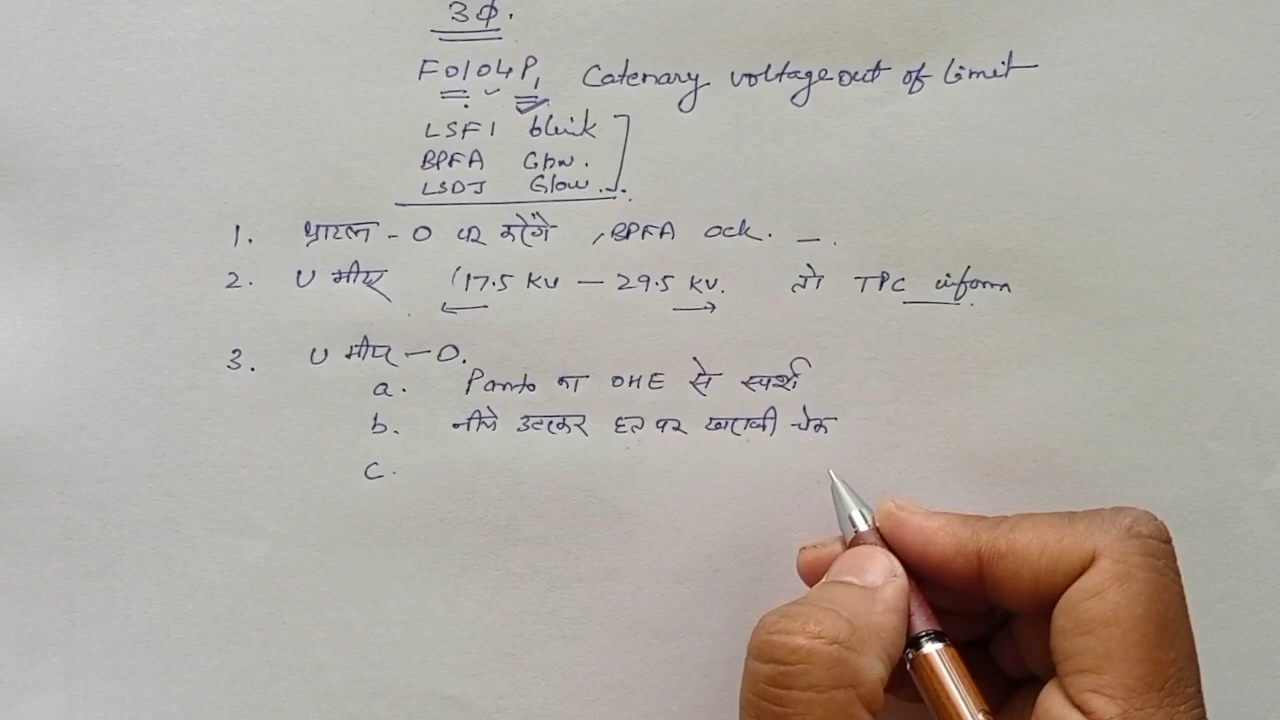 3φ.
F0104P1 Catenary voltage out of limit
LSFI blink
BPFA Glow.
LSDJ Glow
1. थ्राटल - 0 पर करेंगे, BPFA ack.
2. U मीटर (17.5 KV - 29.5 KV. तो TPC inform
3. U मीटर - 0.
a. Panto का OHE से स्पर्श
b. नीचे उतरकर छत पर खराबी चेक
c.